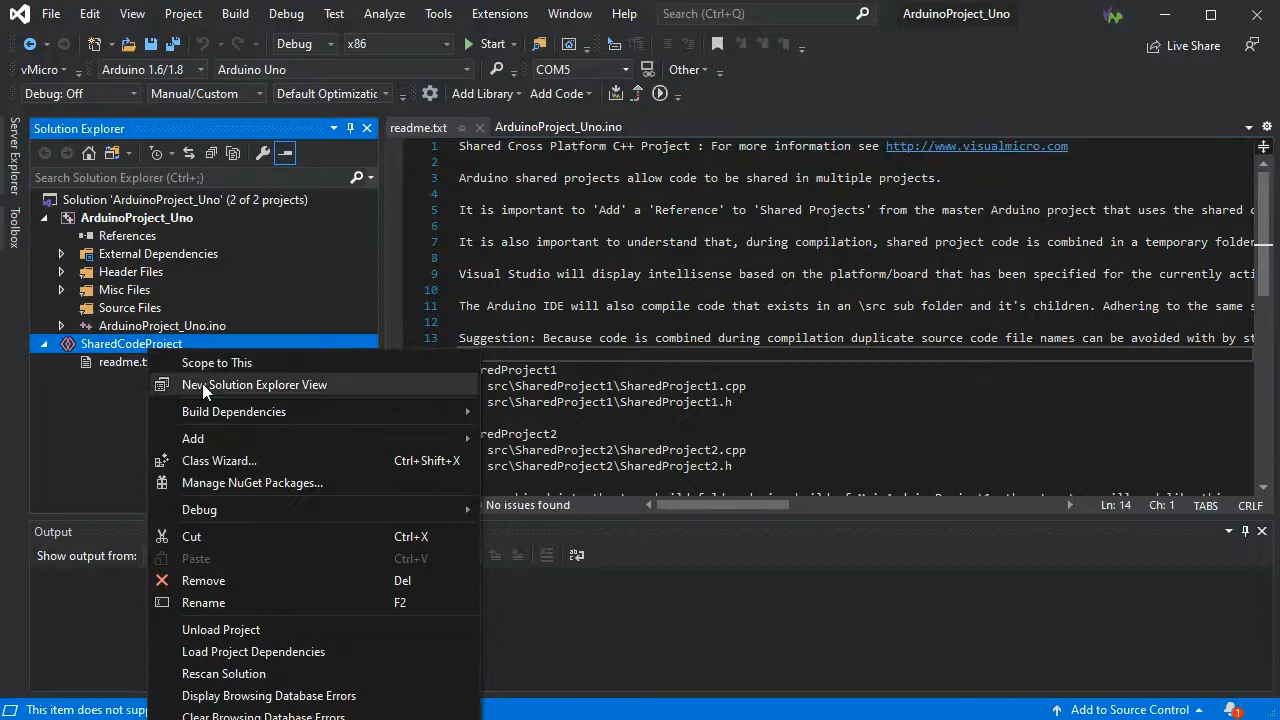 File Edit View Project Build Debug Test Analyze Tools Extensions Window Help Search (Ctrl+Q) ArduinoProject_Uno
Debug x86 Start Live Share
vMicro Arduino 1.6/1.8 Arduino Uno COM5 Other
Debug: Off Manual/Custom Default Optimizatic Add Library Add Code
Server Explorer
Toolbox
Solution Explorer
Search Solution Explorer (Ctrl+;)
Solution 'ArduinoProject_Uno' (2 of 2 projects)
ArduinoProject_Uno
References
External Dependencies
Header Files
Misc Files
Source Files
ArduinoProject_Uno.ino
SharedCodeProject
readme.t
Scope to This
New Solution Explorer View
Build Dependencies
Add
Class Wizard... Ctrl+Shift+X
Manage NuGet Packages...
Debug
Cut Ctrl+X
Paste Ctrl+V
Remove Del
Rename F2
Unload Project
Load Project Dependencies
Rescan Solution
Display Browsing Database Errors
Clear Browsing Database Errors
readme.txt ArduinoProject_Uno.ino
1 Shared Cross Platform C++ Project : For more information see http://www.visualmicro.com
2
3 Arduino shared projects allow code to be shared in multiple projects.
4
5 It is important to 'Add' a 'Reference' to 'Shared Projects' from the master Arduino project that uses the shared c
6
7 It is also important to understand that, during compilation, shared project code is combined in a temporary folder
8
9 Visual Studio will display intellisense based on the platform/board that has been specified for the currently acti
10
11 The Arduino IDE will also compile code that exists in an \src sub folder and it's children. Adhering to the same s
12
13 Suggestion: Because code is combined during compilation duplicate source code file names can be avoided with by st
redProject1
src\SharedProject1\SharedProject1.cpp
src\SharedProject1\SharedProject1.h
redProject2
src\SharedProject2\SharedProject2.cpp
src\SharedProject2\SharedProject2.h
No issues found Ln: 14 Ch: 1 TABS CRLF
Output
Show output from:
This item does not sup Add to Source Control 1